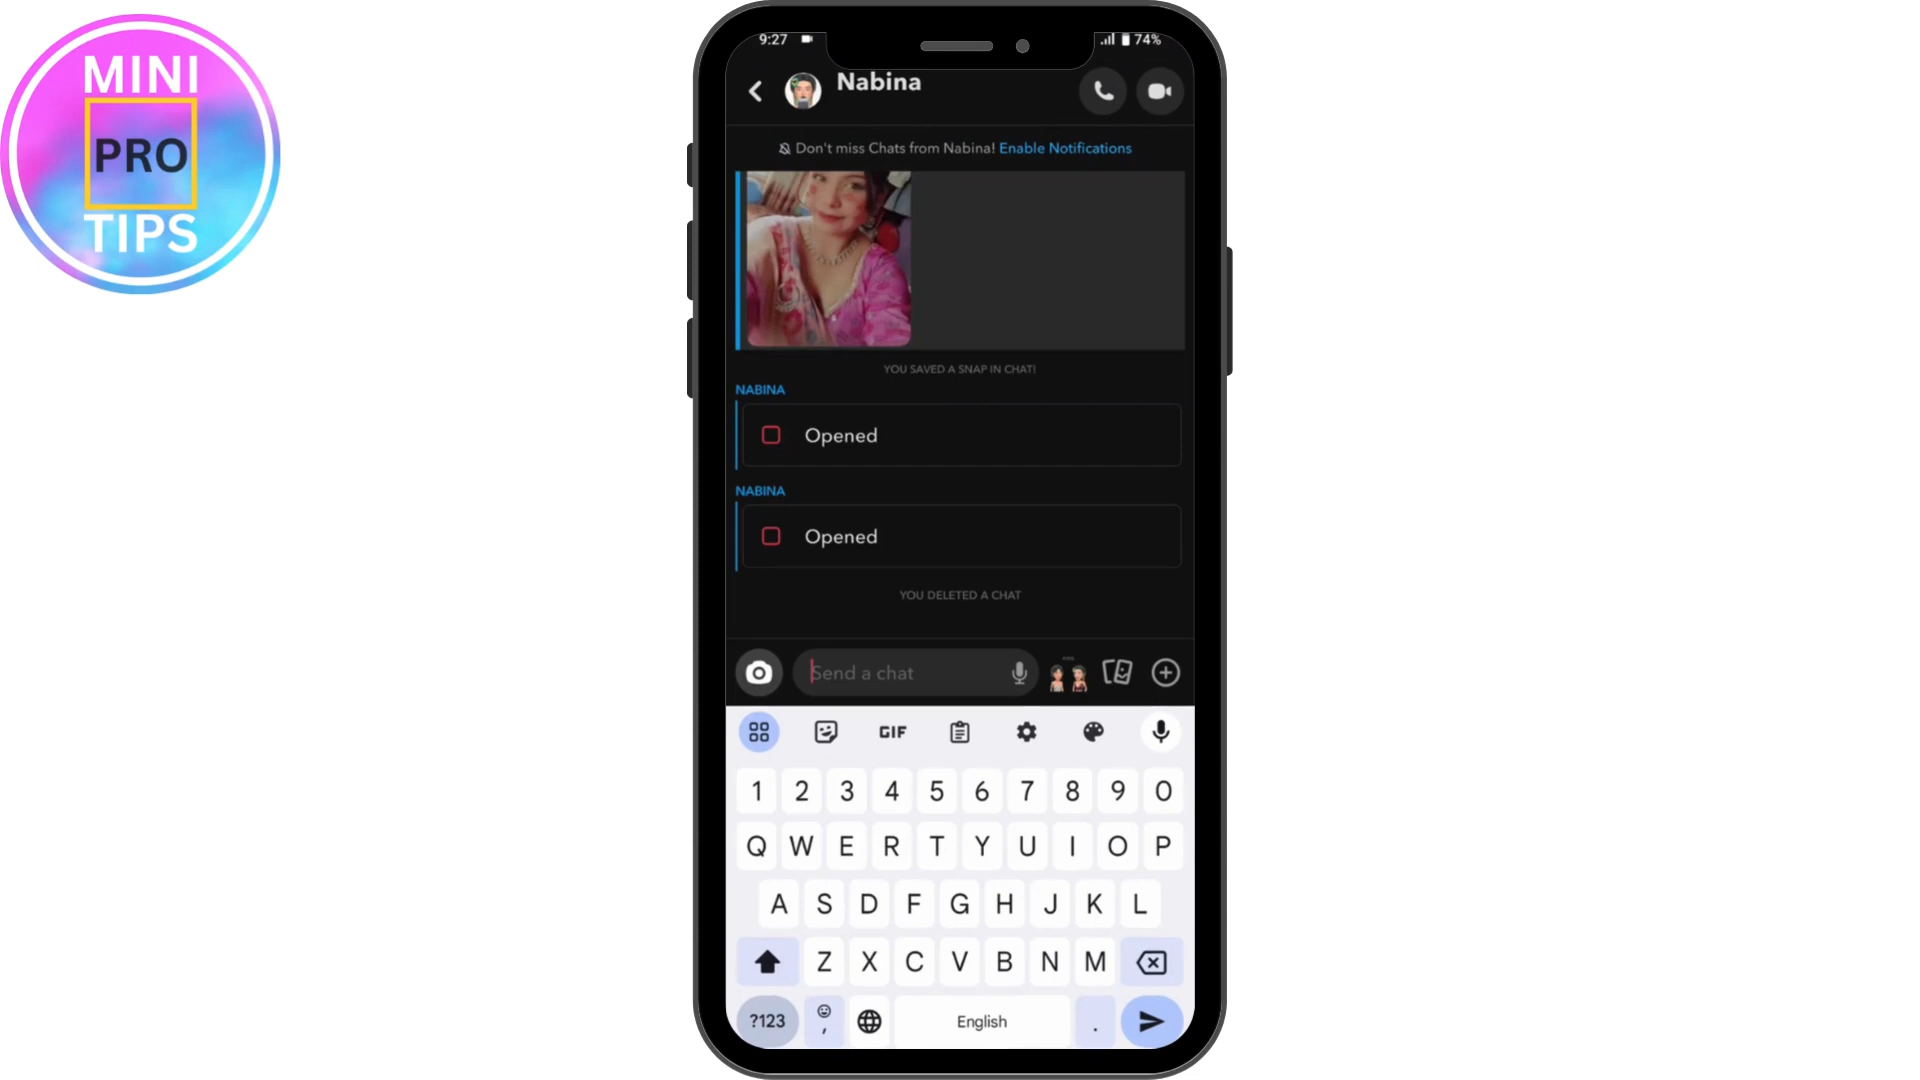 MINI
PRO
TIPS
9:27
74%
Nabina
Don't miss Chats from Nabina! Enable Notifications
YOU SAVED A SNAP IN CHAT!
NABINA
Opened
NABINA
Opened
YOU DELETED A CHAT
Send a chat
GIF
1 2 3 4 5 6 7 8 9 0
Q W E R T Y U I O P
A S D F G H J K L
Z X C V B N M
?123 , English .